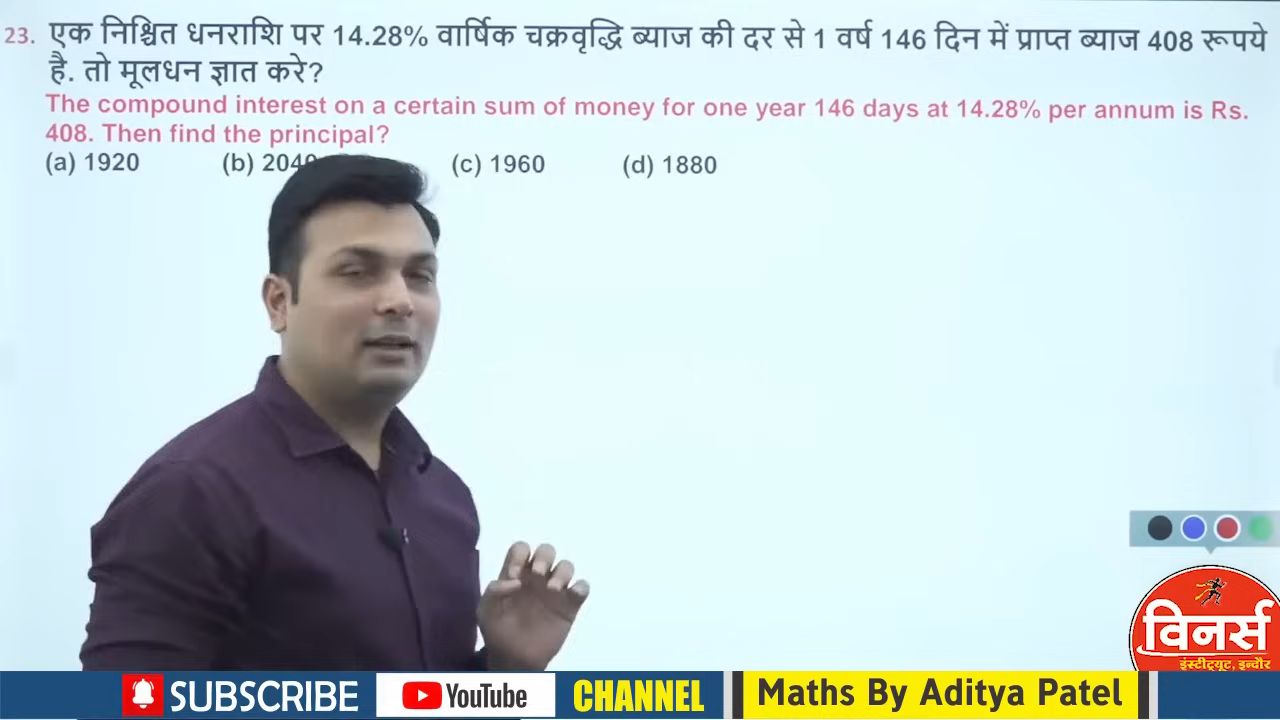 23. एक निश्चित धनराशि पर 14.28% वार्षिक चक्रवृद्धि ब्याज की दर से 1 वर्ष 146 दिन में प्राप्त ब्याज 408 रूपये
है. तो मूलधन ज्ञात करे?
The compound interest on a certain sum of money for one year 146 days at 14.28% per annum is Rs.
408. Then find the principal?
(a) 1920 (b) 2040 (c) 1960 (d) 1880
विनर्स
इंस्टीट्यूट, इन्दौर
SUBSCRIBE YouTube CHANNEL Maths By Aditya Patel